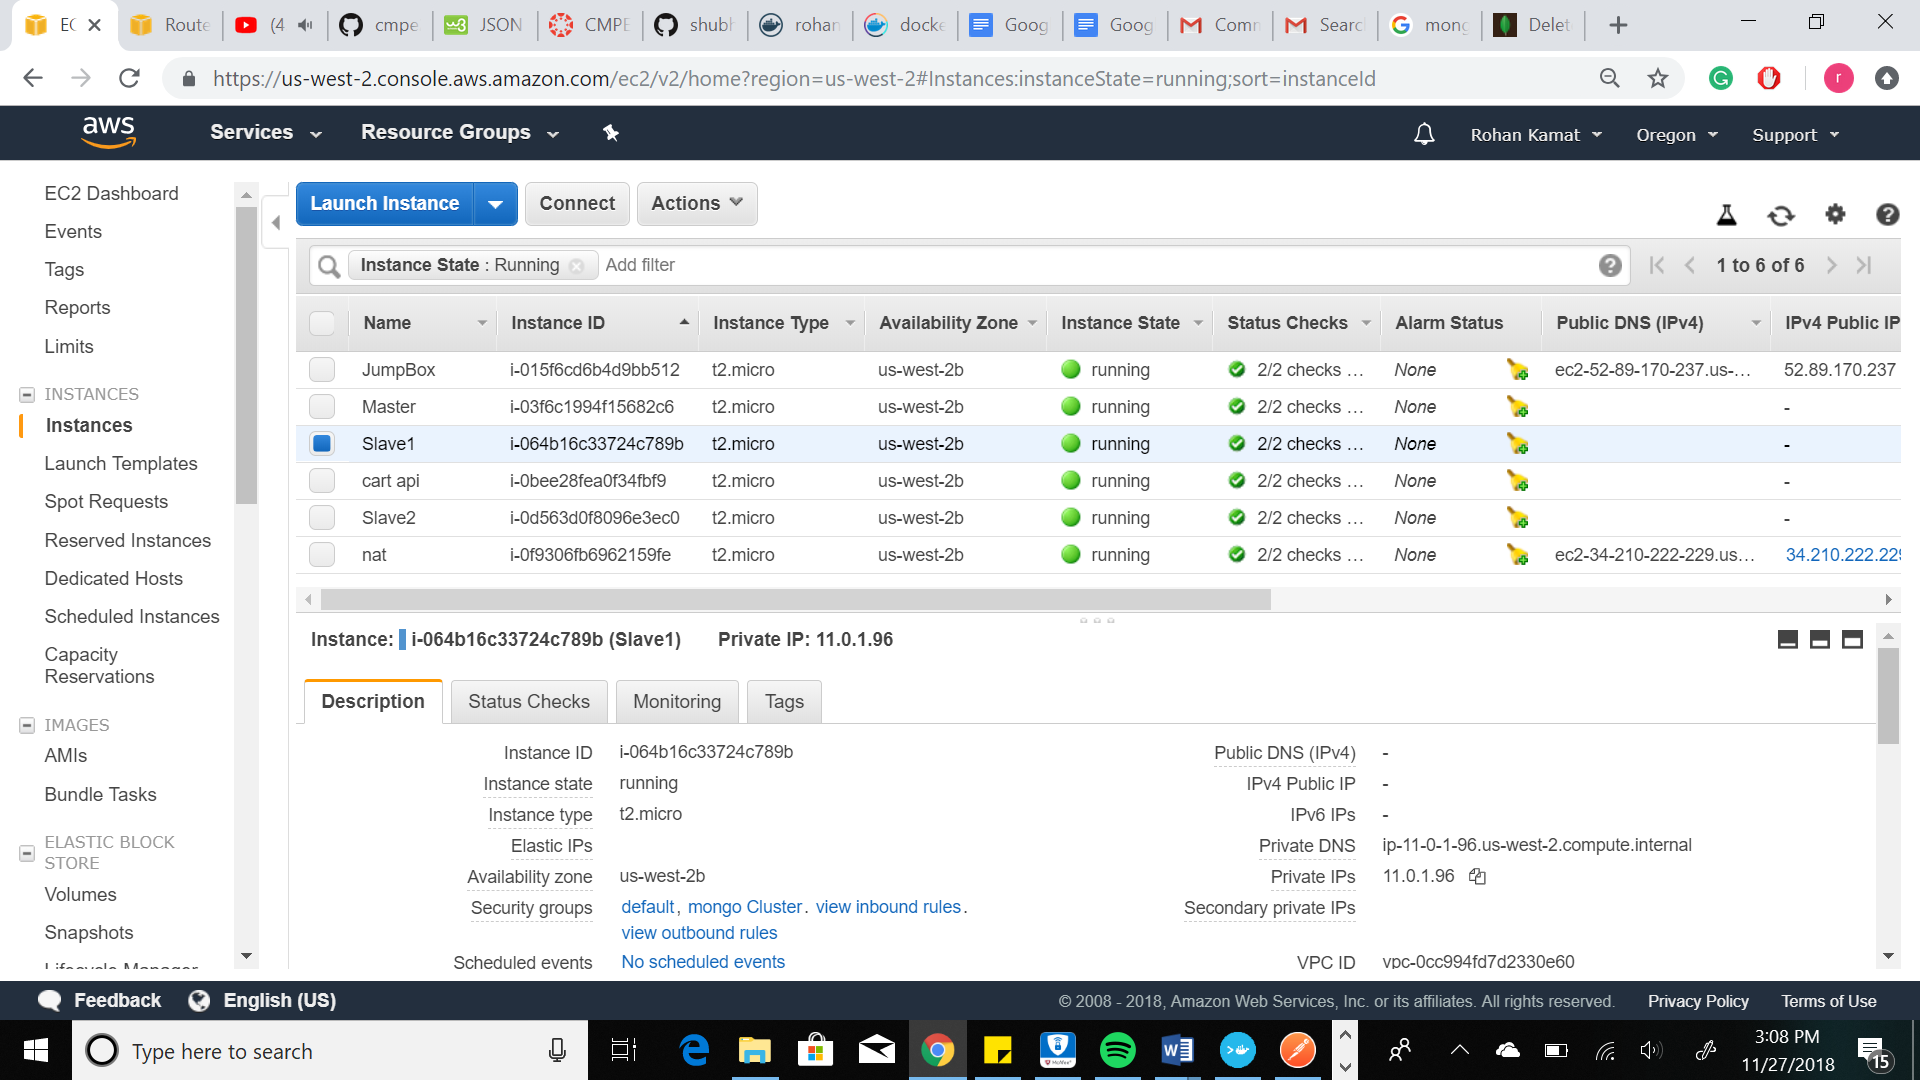 EC
Route
(4
cmpe
JSON
CMPE
shubh
rohan
docke
Goog
Goog
Comm
Searc
mong
Delet
https://us-west-2.console.aws.amazon.com/ec2/v2/home?region=us-west-2#Instances:instanceState=running;sort=instanceId
r
aws
Services
Resource Groups
Rohan Kamat
Oregon
Support
EC2 Dashboard
Events
Tags
Reports
Limits
INSTANCES
Instances
Launch Templates
Spot Requests
Reserved Instances
Dedicated Hosts
Scheduled Instances
Capacity
Reservations
IMAGES
AMIs
Bundle Tasks
ELASTIC BLOCK
STORE
Volumes
Snapshots
Lifecycle Manager
Launch Instance
Connect
Actions
Instance State : Running
Add filter
1 to 6 of 6
Name Instance ID Instance Type Availability Zone Instance State Status Checks Alarm Status Public DNS (IPv4) IPv4 Public IP
JumpBox i-015f6cd6b4d9bb512 t2.micro us-west-2b running 2/2 checks ... None ec2-52-89-170-237.us-... 52.89.170.237
Master i-03f6c1994f15682c6 t2.micro us-west-2b running 2/2 checks ... None -
Slave1 i-064b16c33724c789b t2.micro us-west-2b running 2/2 checks ... None -
cart api i-0bee28fea0f34fbf9 t2.micro us-west-2b running 2/2 checks ... None -
Slave2 i-0d563d0f8096e3ec0 t2.micro us-west-2b running 2/2 checks ... None -
nat i-0f9306fb6962159fe t2.micro us-west-2b running 2/2 checks ... None ec2-34-210-222-229.us... 34.210.222.229
Instance: i-064b16c33724c789b (Slave1) Private IP: 11.0.1.96
Description
Status Checks
Monitoring
Tags
Instance ID i-064b16c33724c789b
Instance state running
Instance type t2.micro
Elastic IPs
Availability zone us-west-2b
Security groups default, mongo Cluster. view inbound rules.
view outbound rules
Scheduled events No scheduled events
Public DNS (IPv4) -
IPv4 Public IP -
IPv6 IPs -
Private DNS ip-11-0-1-96.us-west-2.compute.internal
Private IPs 11.0.1.96
Secondary private IPs
VPC ID vpc-0cc994fd7d2330e60
Feedback
English (US)
© 2008 - 2018, Amazon Web Services, Inc. or its affiliates. All rights reserved.
Privacy Policy
Terms of Use
Type here to search
3:08 PM
11/27/2018
15